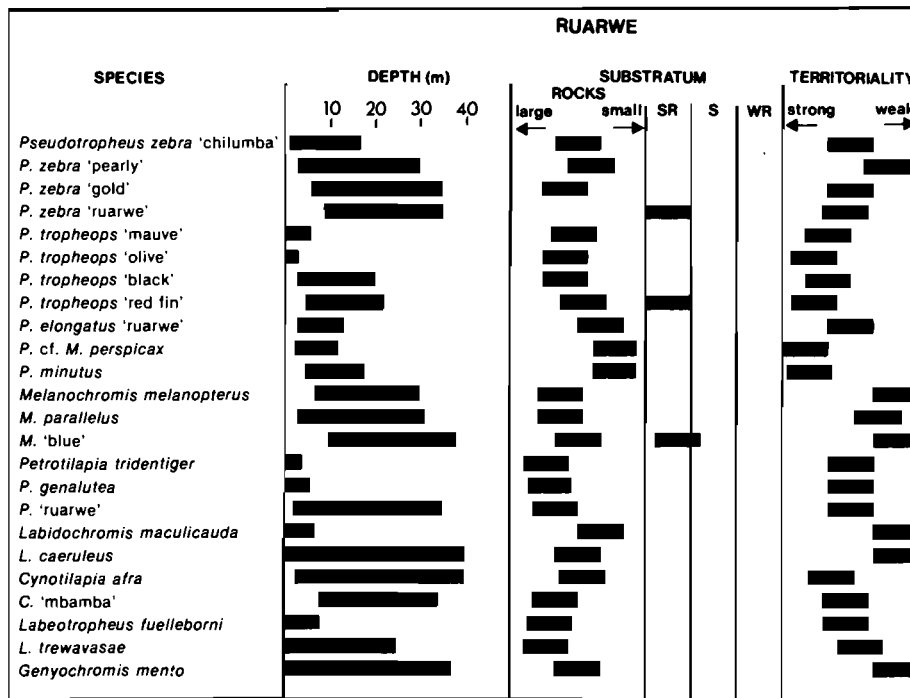 RUARWE
SPECIES DEPTH (m) SUBSTRATUM TERRITORIALITY
ROCKS
10 20 30 40 large small SR S WR strong weak
Pseudotropheus zebra 'chilumba'
P. zebra 'pearly'
P. zebra 'gold'
P. zebra 'ruarwe'
P. tropheops 'mauve'
P. tropheops 'olive'
P. tropheops 'black'
P. tropheops 'red fin'
P. elongatus 'ruarwe'
P. cf. M. perspicax
P. minutus
Melanochromis melanopterus
M. parallelus
M. 'blue'
Petrotilapia tridentiger
P. genalutea
P. 'ruarwe'
Labidochromis maculicauda
L. caeruleus
Cynotilapia afra
C. 'mbamba'
Labeotropheus fuelleborni
L. trewavasae
Genyochromis mento